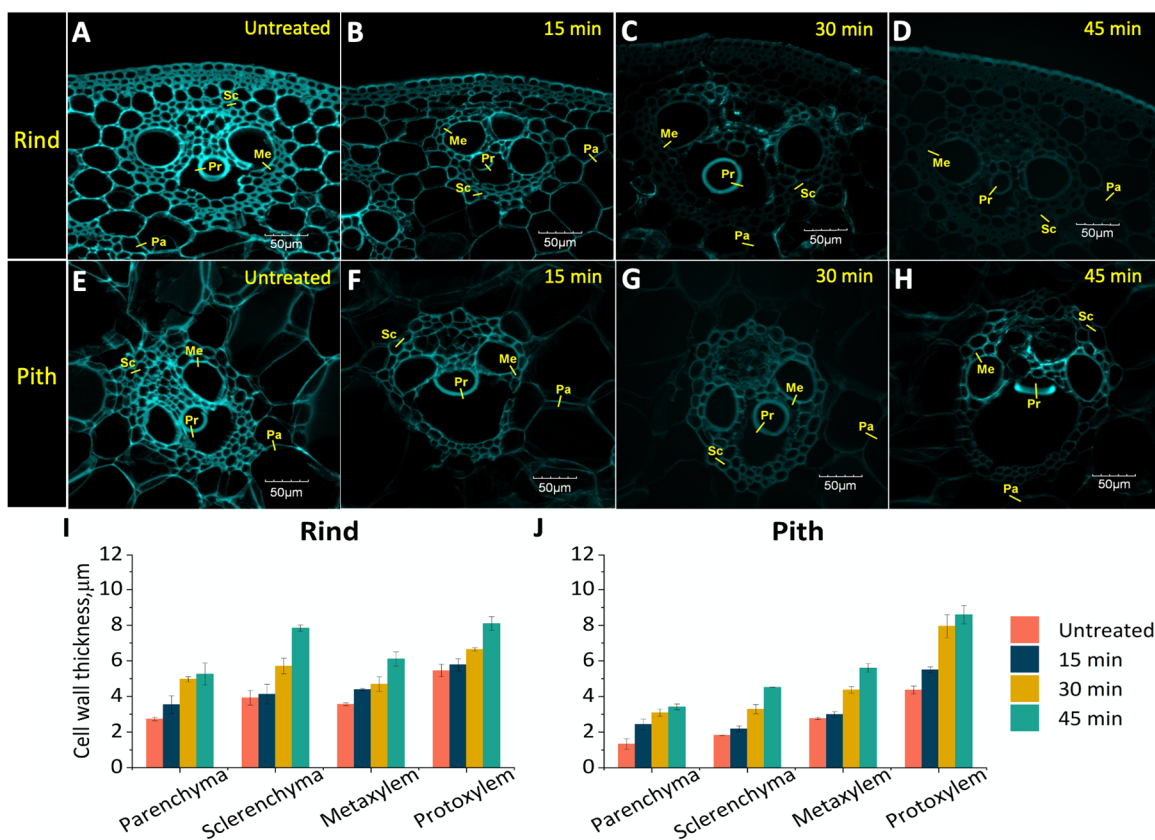 A Untreated B 15 min C 30 min D 45 min
Rind
Sc Me Pr Pa 50µm
Me Pr Pa Sc 50µm
Me Pr Sc Pa 50µm
Me Pr Pa Sc 50µm
E Untreated F 15 min G 30 min H 45 min
Pith
Me Sc Pr Pa 50µm
Sc Me Pr Pa 50µm
Me Pr Pa Sc 50µm
Sc Me Pr Pa 50µm
I Rind J Pith
Cell wall thickness,µm
12
10
8
6
4
2
0
Parenchyma
Sclerenchyma
Metaxylem
Protoxylem
12
10
8
6
4
2
0
Parenchyma
Sclerenchyma
Metaxylem
Protoxylem
Untreated
15 min
30 min
45 min